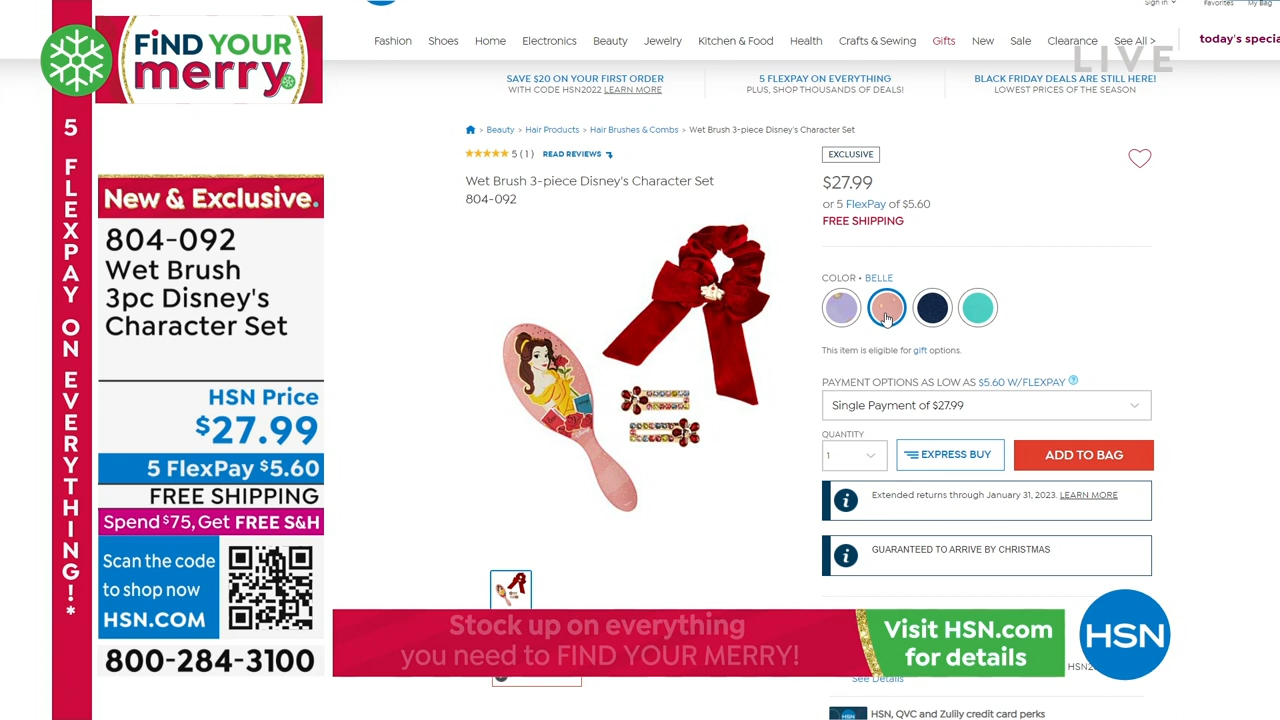 FiND YOUR
merry.
5 FLEXPAY ON EVERYTHING!*
New & Exclusive.
804-092
Wet Brush
3pc Disney's
Character Set
HSN Price
$27.99
5 FlexPay $5.60
FREE SHIPPING
Spend $75, Get FREE S&H
Scan the code
to shop now
HSN.COM
800-284-3100
Sign in
Favorites
My Bag
Fashion Shoes Home Electronics Beauty Jewelry Kitchen & Food Health Crafts & Sewing Gifts New Sale Clearance See All >
today's specia
LIVE
SAVE $20 ON YOUR FIRST ORDER
WITH CODE HSN2022 LEARN MORE
5 FLEXPAY ON EVERYTHING
PLUS, SHOP THOUSANDS OF DEALS!
BLACK FRIDAY DEALS ARE STILL HERE!
LOWEST PRICES OF THE SEASON
> Beauty > Hair Products > Hair Brushes & Combs > Wet Brush 3-piece Disney's Character Set
5 (1) READ REVIEWS
Wet Brush 3-piece Disney's Character Set
804-092
EXCLUSIVE
$27.99
or 5 FlexPay of $5.60
FREE SHIPPING
COLOR • BELLE
This item is eligible for gift options.
PAYMENT OPTIONS AS LOW AS $5.60 W/FLEXPAY ?
Single Payment of $27.99
QUANTITY
1
EXPRESS BUY
ADD TO BAG
Extended returns through January 31, 2023. LEARN MORE
GUARANTEED TO ARRIVE BY CHRISTMAS
Stock up on everything
you need to FIND YOUR MERRY!
Visit HSN.com
for details
HSN
See Details
HSN, QVC and Zulily credit card perks